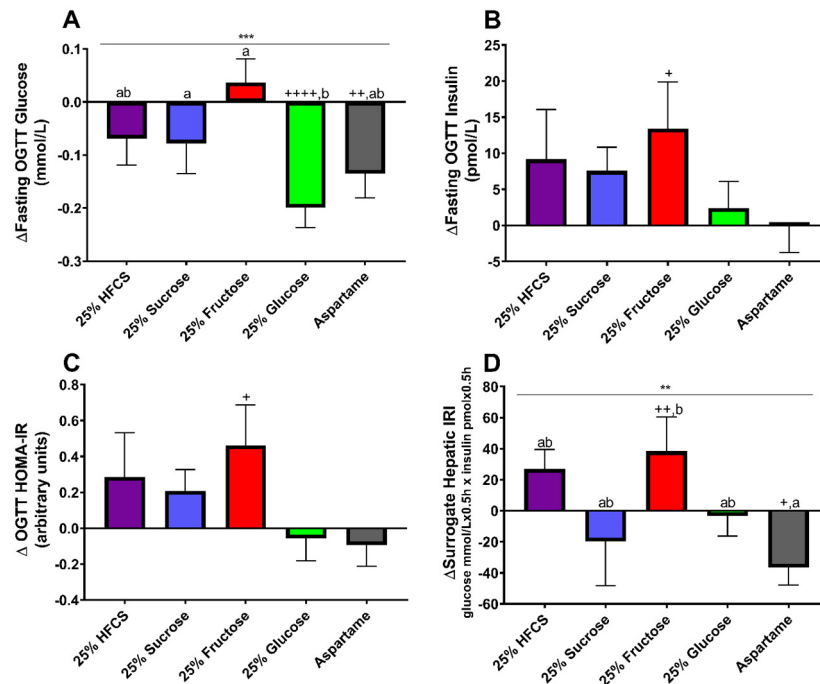 A
***
ab
a
a
++++,b
++,ab
ΔFasting OGTT Glucose
(mmol/L)
0.1
0.0
-0.1
-0.2
-0.3
25% HFCS
25% Sucrose
25% Fructose
25% Glucose
Aspartame
B
+
ΔFasting OGTT Insulin
(pmol/L)
25
20
15
10
5
0
-5
25% HFCS
25% Sucrose
25% Fructose
25% Glucose
Aspartame
C
+
Δ OGTT HOMA-IR
(arbitrary units)
0.8
0.6
0.4
0.2
0.0
-0.2
-0.4
25% HFCS
25% Sucrose
25% Fructose
25% Glucose
Aspartame
D
**
ab
ab
++,b
ab
+,a
ΔSurrogate Hepatic IRI
glucose mmol/Lx0.5h x insulin pmolx0.5h
80
60
40
20
0
-20
-40
-60
25% HFCS
25% Sucrose
25% Fructose
25% Glucose
Aspartame